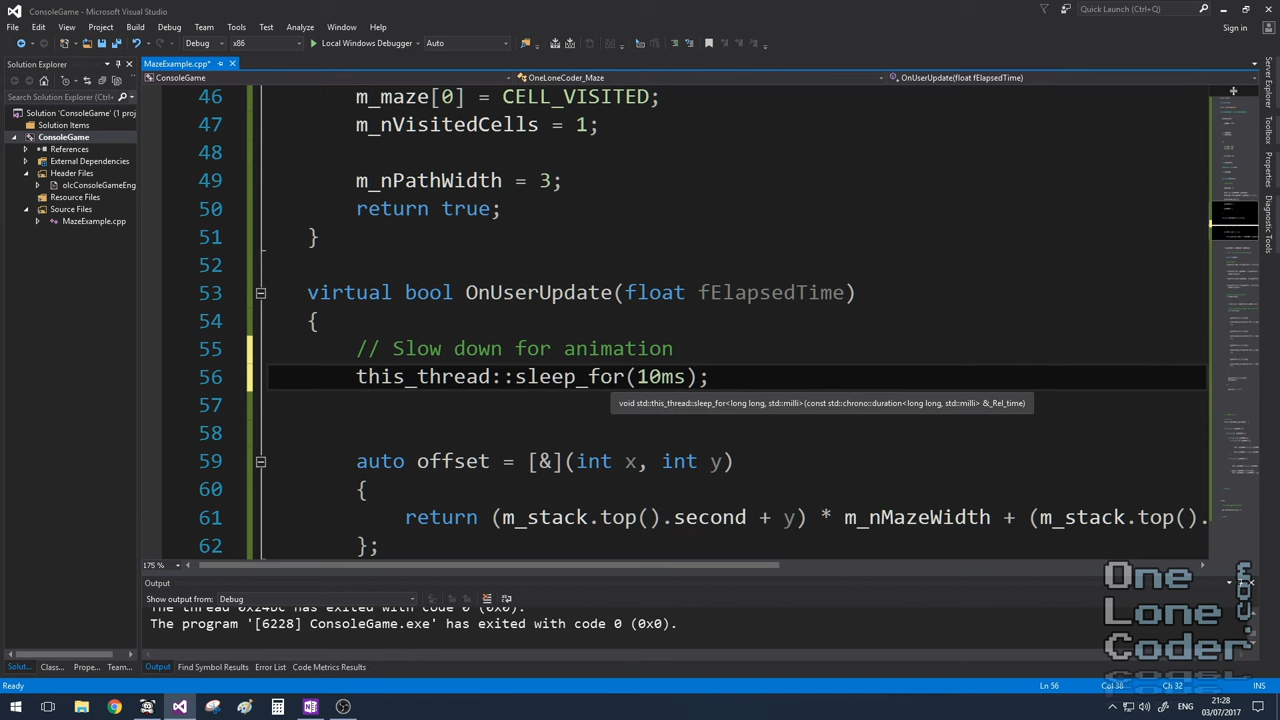 ConsoleGame - Microsoft Visual Studio
Quick Launch (Ctrl+Q)
File Edit View Project Build Debug Team Tools Test Analyze Window Help
Sign in
Debug x86 Local Windows Debugger Auto
Solution Explorer
MazeExample.cpp*
ConsoleGame OneLoneCoder_Maze OnUserUpdate(float fElapsedTime)
Search Solution Explorer (Ctrl+
Solution 'ConsoleGame' (1 proj
Solution Items
ConsoleGame
References
External Dependencies
Header Files
olcConsoleGameEng
Resource Files
Source Files
MazeExample.cpp
46 m_maze[0] = CELL_VISITED;
47 m_nVisitedCells = 1;
48
49 m_nPathWidth = 3;
50 return true;
51 }
52
53 virtual bool OnUserUpdate(float fElapsedTime)
54 {
55 // Slow down for animation
56 this_thread::sleep_for(10ms);
void std::this_thread::sleep_for<long long, std::milli>(const std::chrono::duration<long long, std::milli> &_Rel_time)
57
58
59 auto offset = [&](int x, int y)
60 {
61 return (m_stack.top().second + y) * m_nMazeWidth + (m_stack.top().
62 };
175 %
Server Explorer
Toolbox
Properties
Diagnostic Tools
Output
Show output from: Debug
The thread 0x24bc has exited with code 0 (0x0).
The program '[6228] ConsoleGame.exe' has exited with code 0 (0x0).
Solut... Class... Prope... Team... Output Find Symbol Results Error List Code Metrics Results
Ready Ln 56 Col 38 Ch 32 INS
One
Lone
Coder
.com
ENG
21:28
03/07/2017